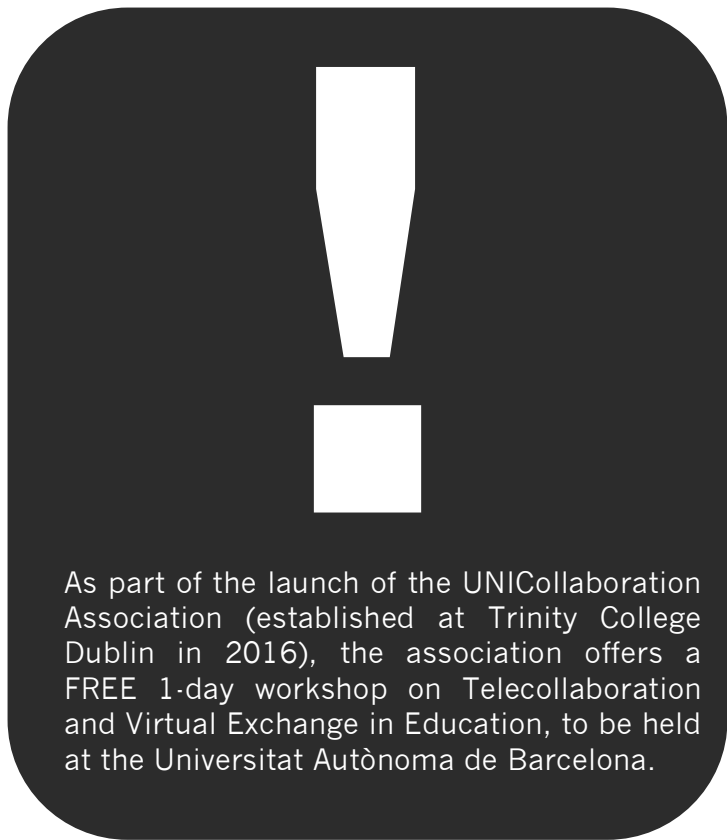 !
As part of the launch of the UNICollaboration
Association (established at Trinity College
Dublin in 2016), the association offers a
FREE 1-day workshop on Telecollaboration
and Virtual Exchange in Education, to be held
at the Universitat Autònoma de Barcelona.